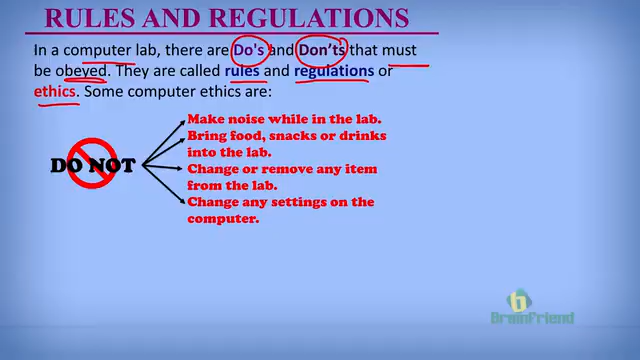 RULES AND REGULATIONS
In a computer lab, there are Do's and Don'ts that must
be obeyed. They are called rules and regulations or
ethics. Some computer ethics are:
DO NOT
Make noise while in the lab.
Bring food, snacks or drinks
into the lab.
Change or remove any item
from the lab.
Change any settings on the
computer.
BrainFriend